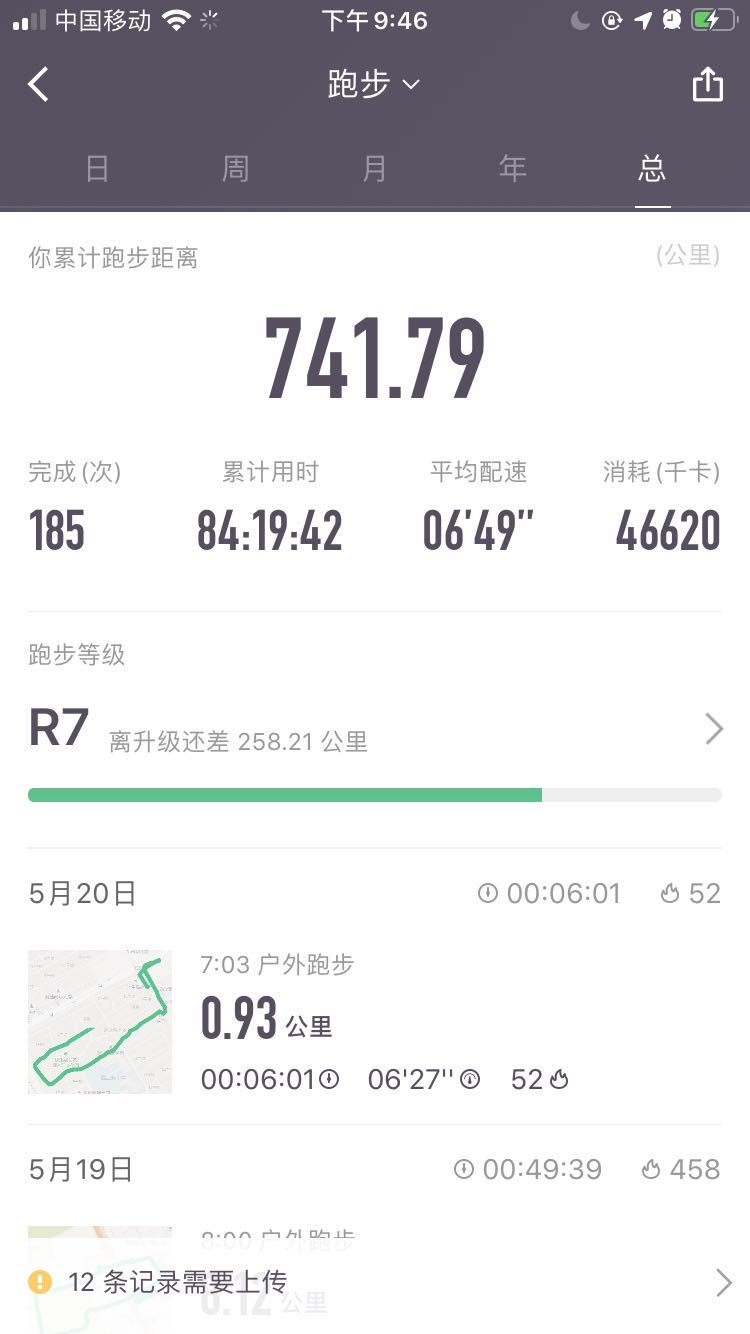 中国移动 下午9:46
跑步
日 周 月 年 总
你累计跑步距离 (公里)
741.79
完成(次) 累计用时 平均配速 消耗(千卡)
185 84:19:42 06'49" 46620
跑步等级
R7 离升级还差 258.21 公里
5月20日 00:06:01 52
7:03 户外跑步
0.93 公里
00:06:01 06'27'' 52
5月19日 00:49:39 458
8:00 户外跑步
12 条记录需要上传
公里